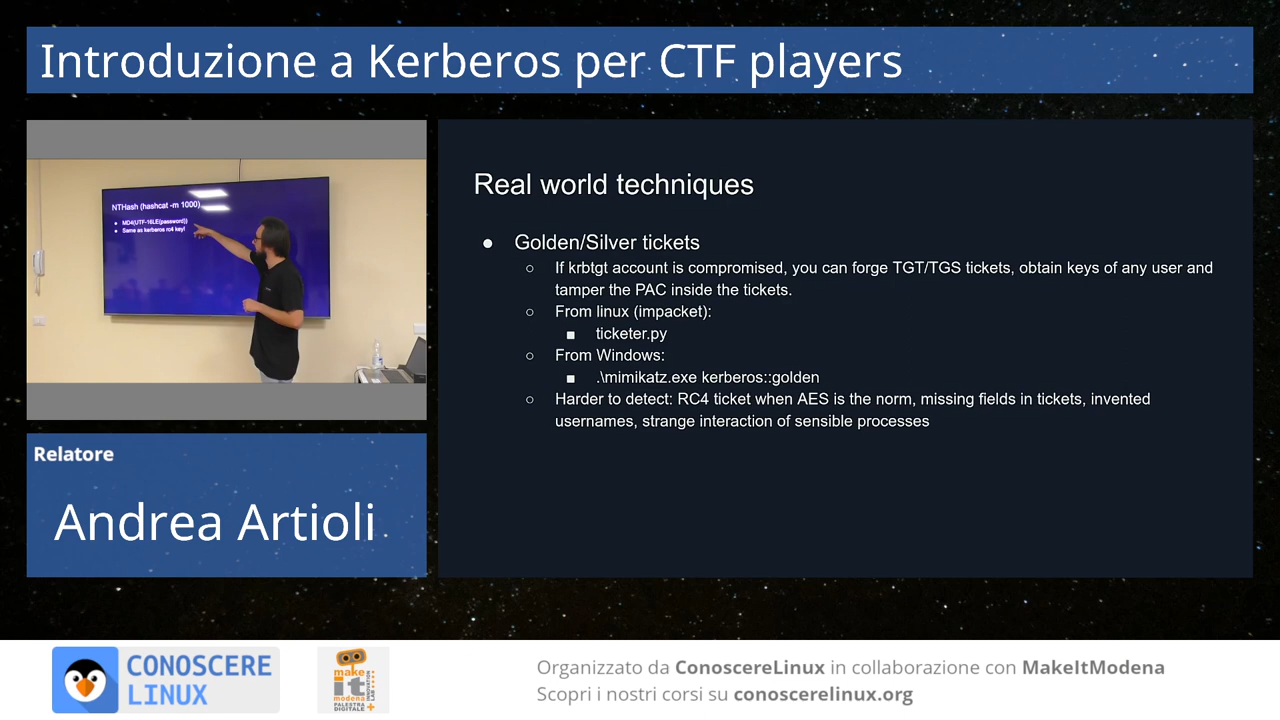 Introduzione a Kerberos per CTF players
NTHash (hashcat -m 1000)
MD4(UTF-16LE(password))
Same as kerberos rc4 key!
Relatore
Andrea Artioli
Real world techniques
Golden/Silver tickets
If krbtgt account is compromised, you can forge TGT/TGS tickets, obtain keys of any user and
tamper the PAC inside the tickets.
From linux (impacket):
ticketer.py
From Windows:
.\mimikatz.exe kerberos::golden
Harder to detect: RC4 ticket when AES is the norm, missing fields in tickets, invented
usernames, strange interaction of sensible processes
CONOSCERE
LINUX
make
it
modena
PALESTRA
DIGITALE
INNOVATION
LAB
Organizzato da ConoscereLinux in collaborazione con MakeItModena
Scopri i nostri corsi su conoscerelinux.org